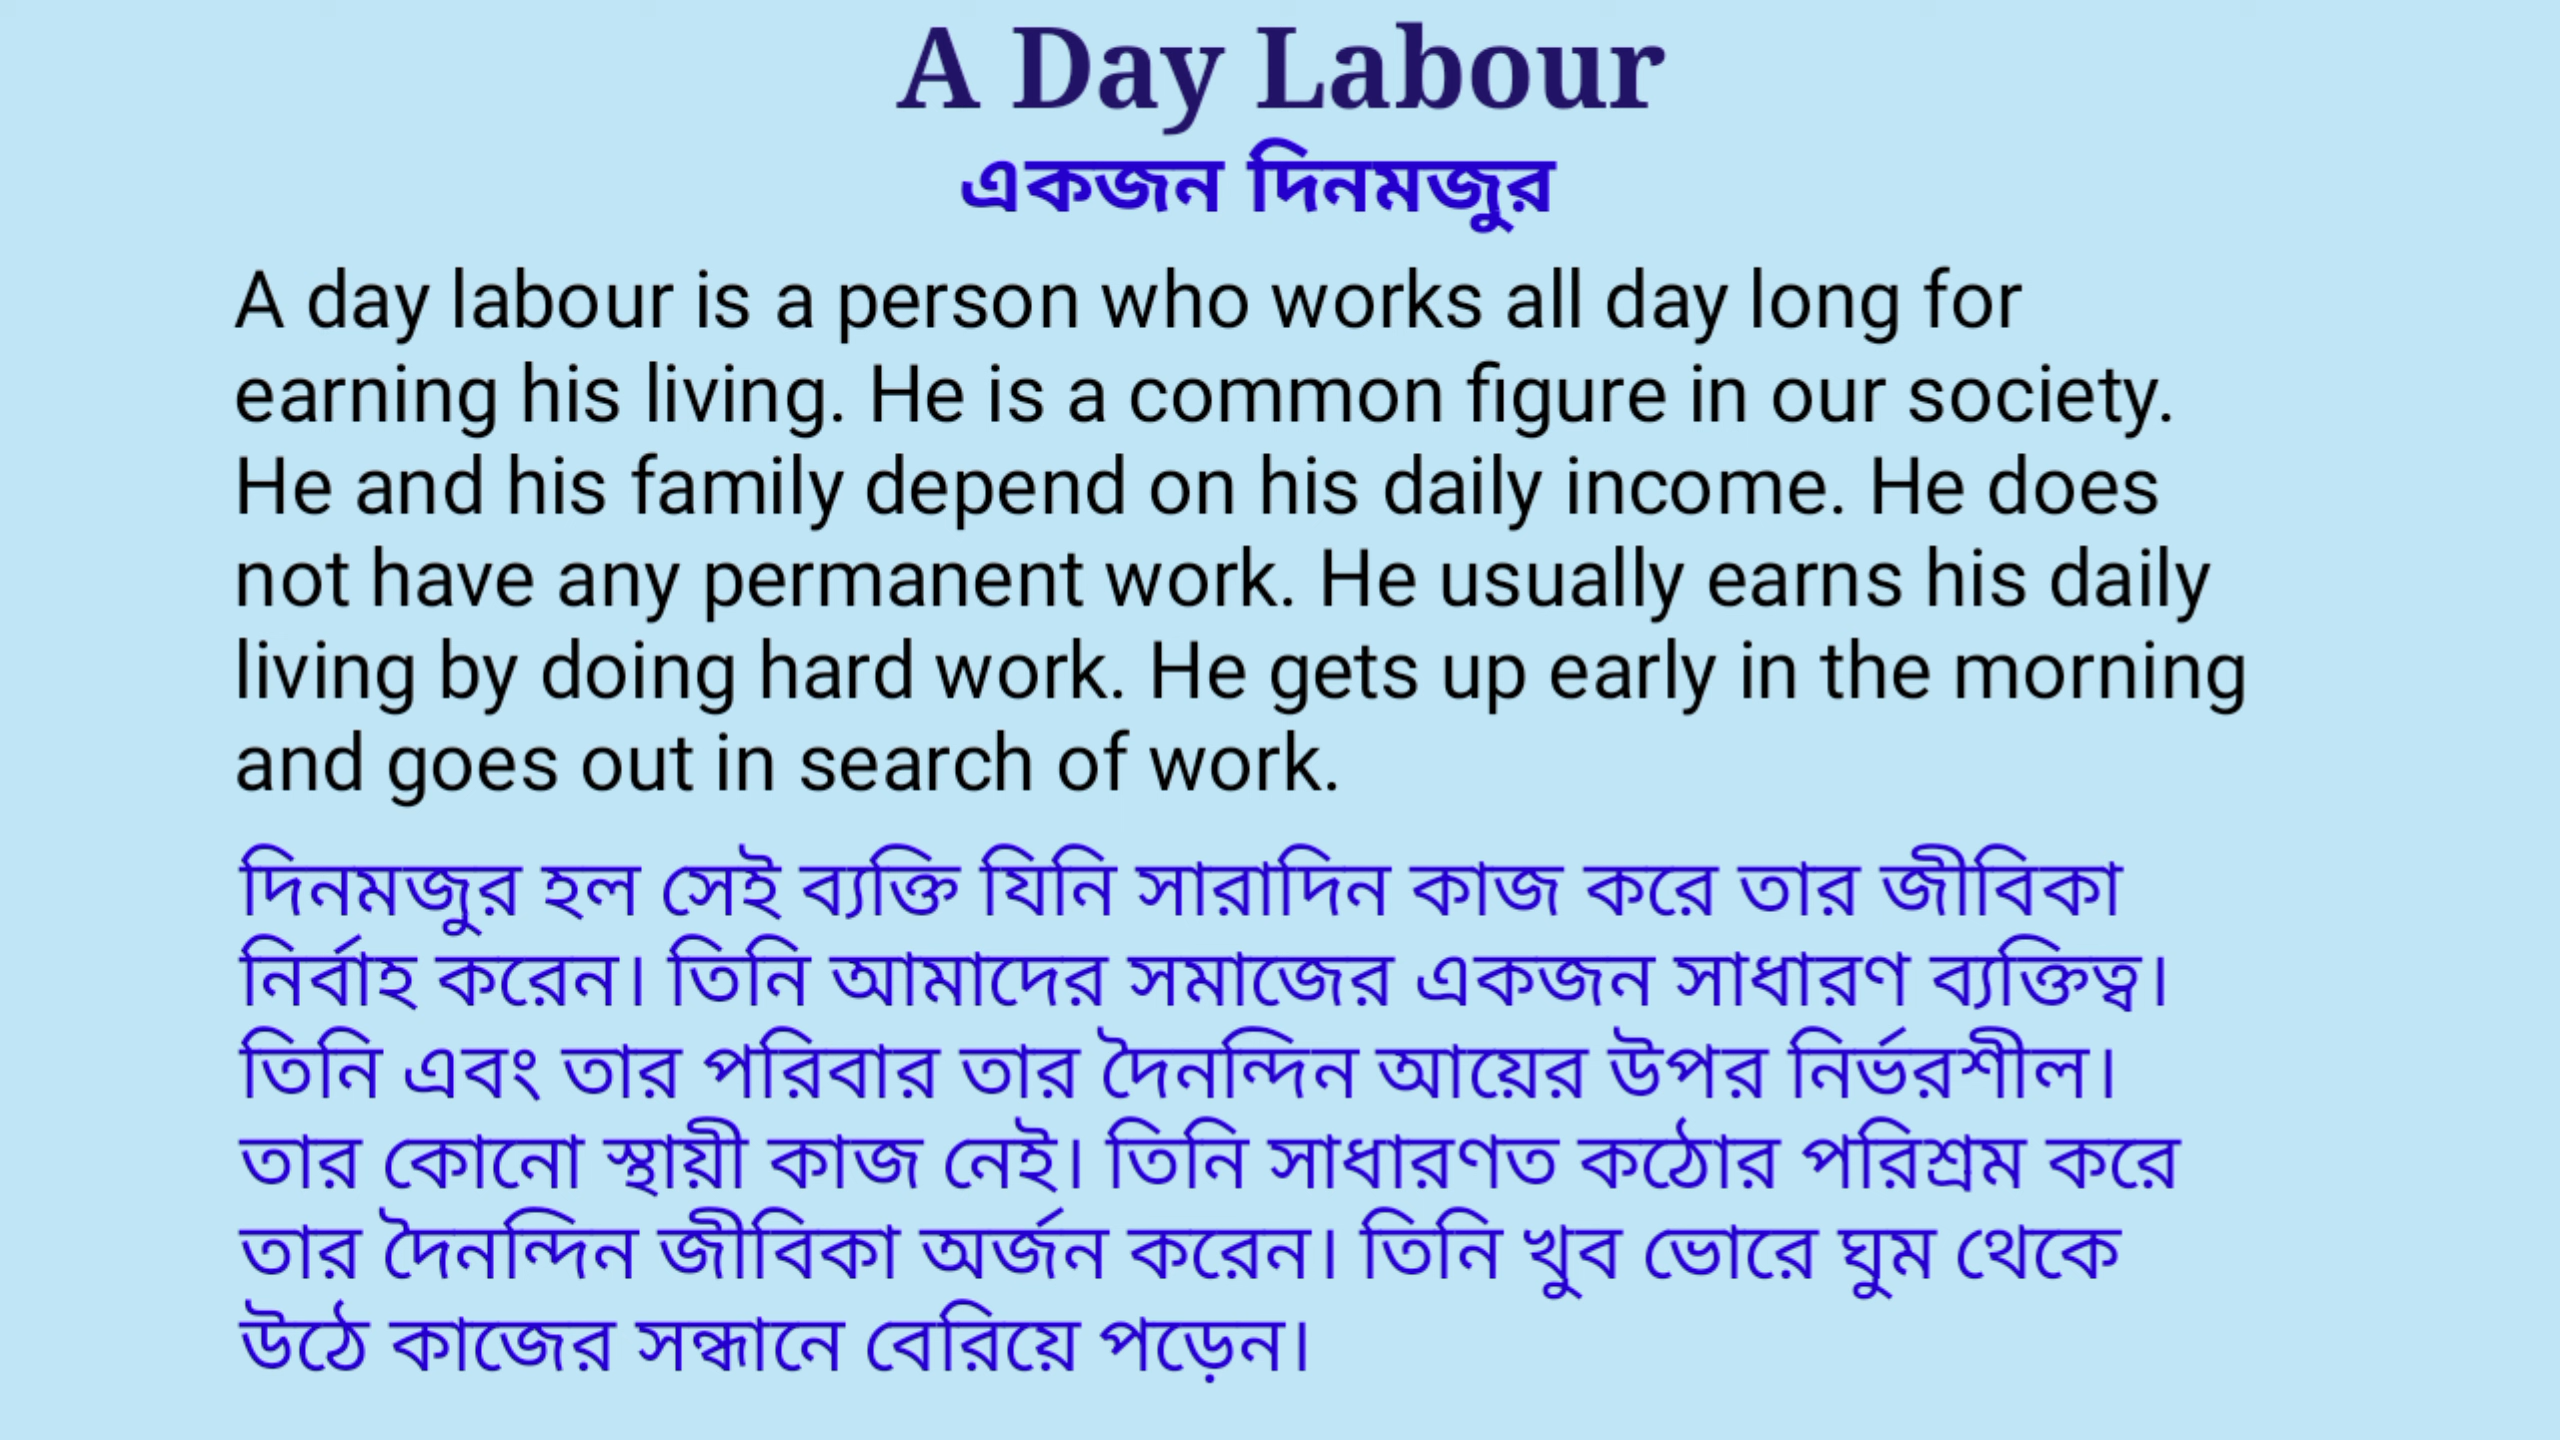 A Day Labour
একজন দিনমজুর
A day labour is a person who works all day long for
earning his living. He is a common figure in our society.
He and his family depend on his daily income. He does
not have any permanent work. He usually earns his daily
living by doing hard work. He gets up early in the morning
and goes out in search of work.
দিনমজুর হল সেই ব্যক্তি যিনি সারাদিন কাজ করে তার জীবিকা
নির্বাহ করেন। তিনি আমাদের সমাজের একজন সাধারণ ব্যক্তিত্ব।
তিনি এবং তার পরিবার তার দৈনন্দিন আয়ের উপর নির্ভরশীল।
তার কোনো স্থায়ী কাজ নেই। তিনি সাধারণত কঠোর পরিশ্রম করে
তার দৈনন্দিন জীবিকা অর্জন করেন। তিনি খুব ভোরে ঘুম থেকে
উঠে কাজের সন্ধানে বেরিয়ে পড়েন।